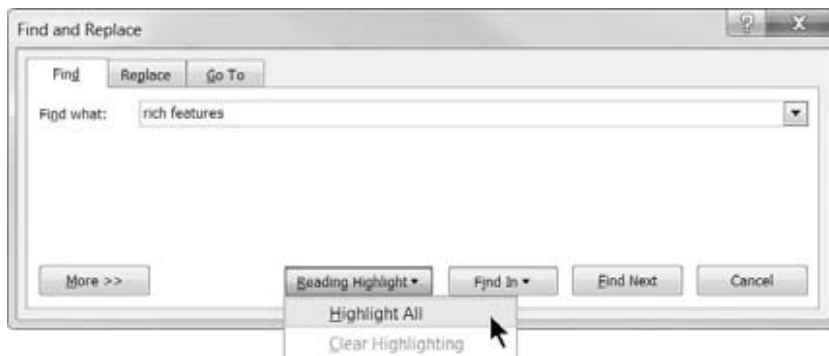 Find and Replace
Find Replace Go To
Find what: rich features
More >> Reading Highlight Find In Find Next Cancel
Highlight All
Clear Highlighting